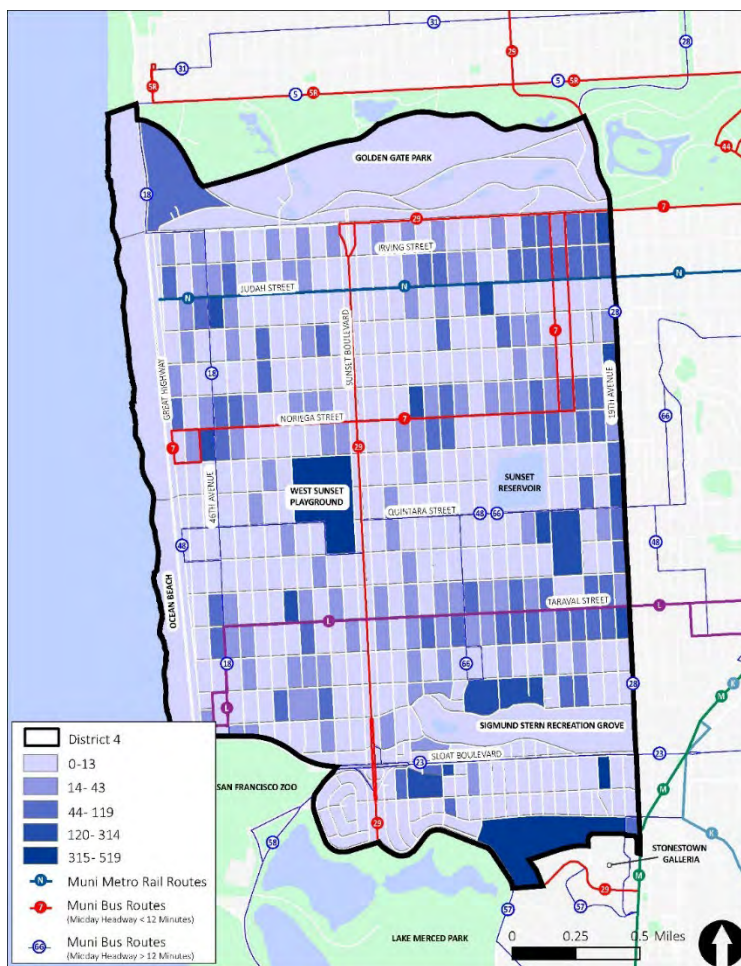 31
31
29
28
5R
5
5R
5
5R
44
GOLDEN GATE PARK
18
29
7
IRVING STREET
JUDAH STREET
N
N
N
SUNSET BOULEVARD
28
7
18
GREAT HIGHWAY
19TH AVENUE
66
NORIEGA STREET
7
7
29
46TH AVENUE
WEST SUNSET
PLAYGROUND
SUNSET
RESERVOIR
QUINTARA STREET
48
66
48
48
OCEAN BEACH
TARAVAL STREET
L
L
18
66
28
L
M
K
SIGMUND STERN RECREATION GROVE
SLOAT BOULEVARD
23
23
SAN FRANCISCO ZOO
M
K
29
58
STONESTOWN
GALLERIA
M
29
57
57
LAKE MERCED PARK
District 4
0-13
14- 43
44- 119
120- 314
315- 519
N
Muni Metro Rail Routes
7
Muni Bus Routes
(Midday Headway < 12 Minutes)
66
Muni Bus Routes
(Midday Headway > 12 Minutes)
0 0.25 0.5 Miles